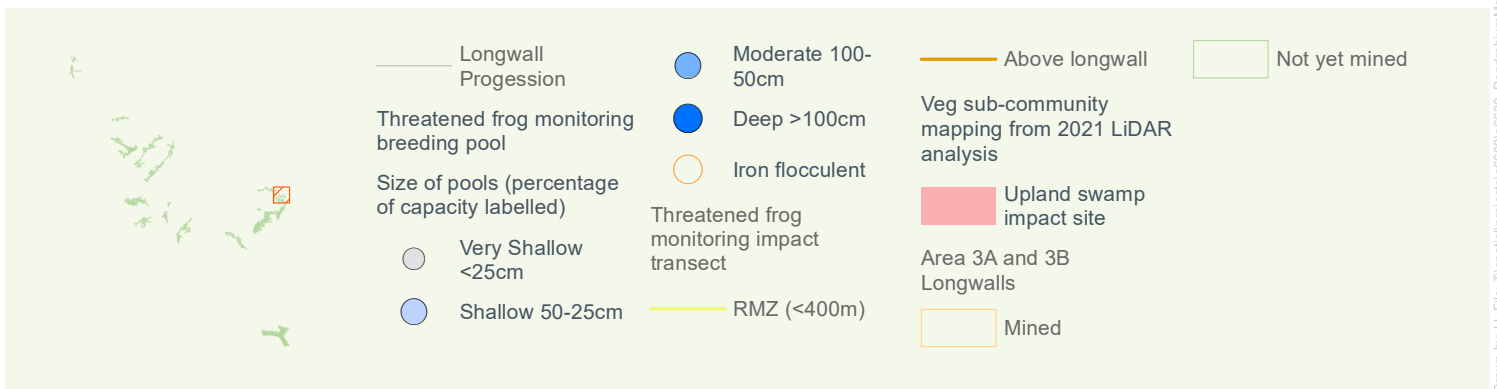 Longwall
Progession
Threatened frog monitoring
breeding pool
Size of pools (percentage
of capacity labelled)
Very Shallow
<25cm
Shallow 50-25cm
Moderate 100-
50cm
Deep >100cm
Iron flocculent
Threatened frog
monitoring impact
transect
RMZ (<400m)
Above longwall
Veg sub-community
mapping from 2021 LiDAR
analysis
Upland swamp
impact site
Area 3A and 3B
Longwalls
Mined
Not yet mined